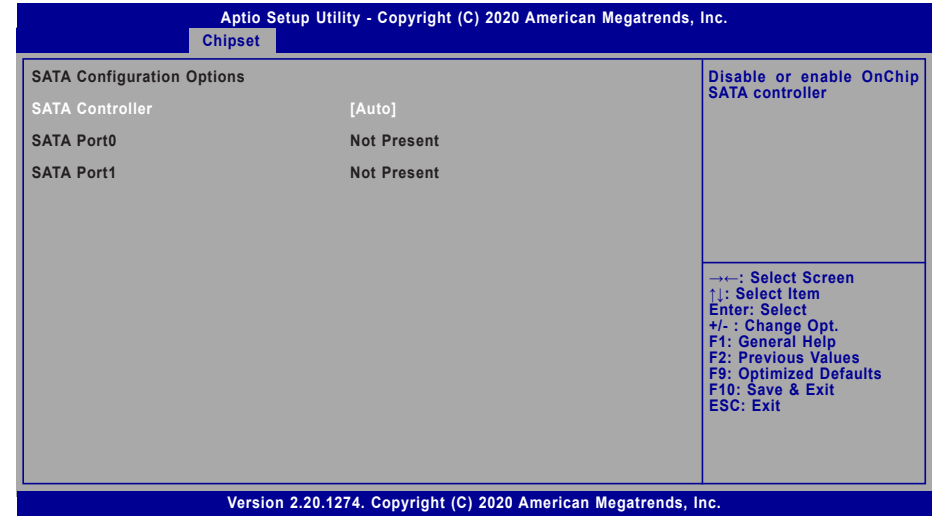 Aptio Setup Utility - Copyright (C) 2020 American Megatrends, Inc.
Chipset
SATA Configuration Options
SATA Controller [Auto]
SATA Port0 Not Present
SATA Port1 Not Present
Disable or enable OnChip
SATA controller
→←: Select Screen
↑↓: Select Item
Enter: Select
+/- : Change Opt.
F1: General Help
F2: Previous Values
F9: Optimized Defaults
F10: Save & Exit
ESC: Exit
Version 2.20.1274. Copyright (C) 2020 American Megatrends, Inc.